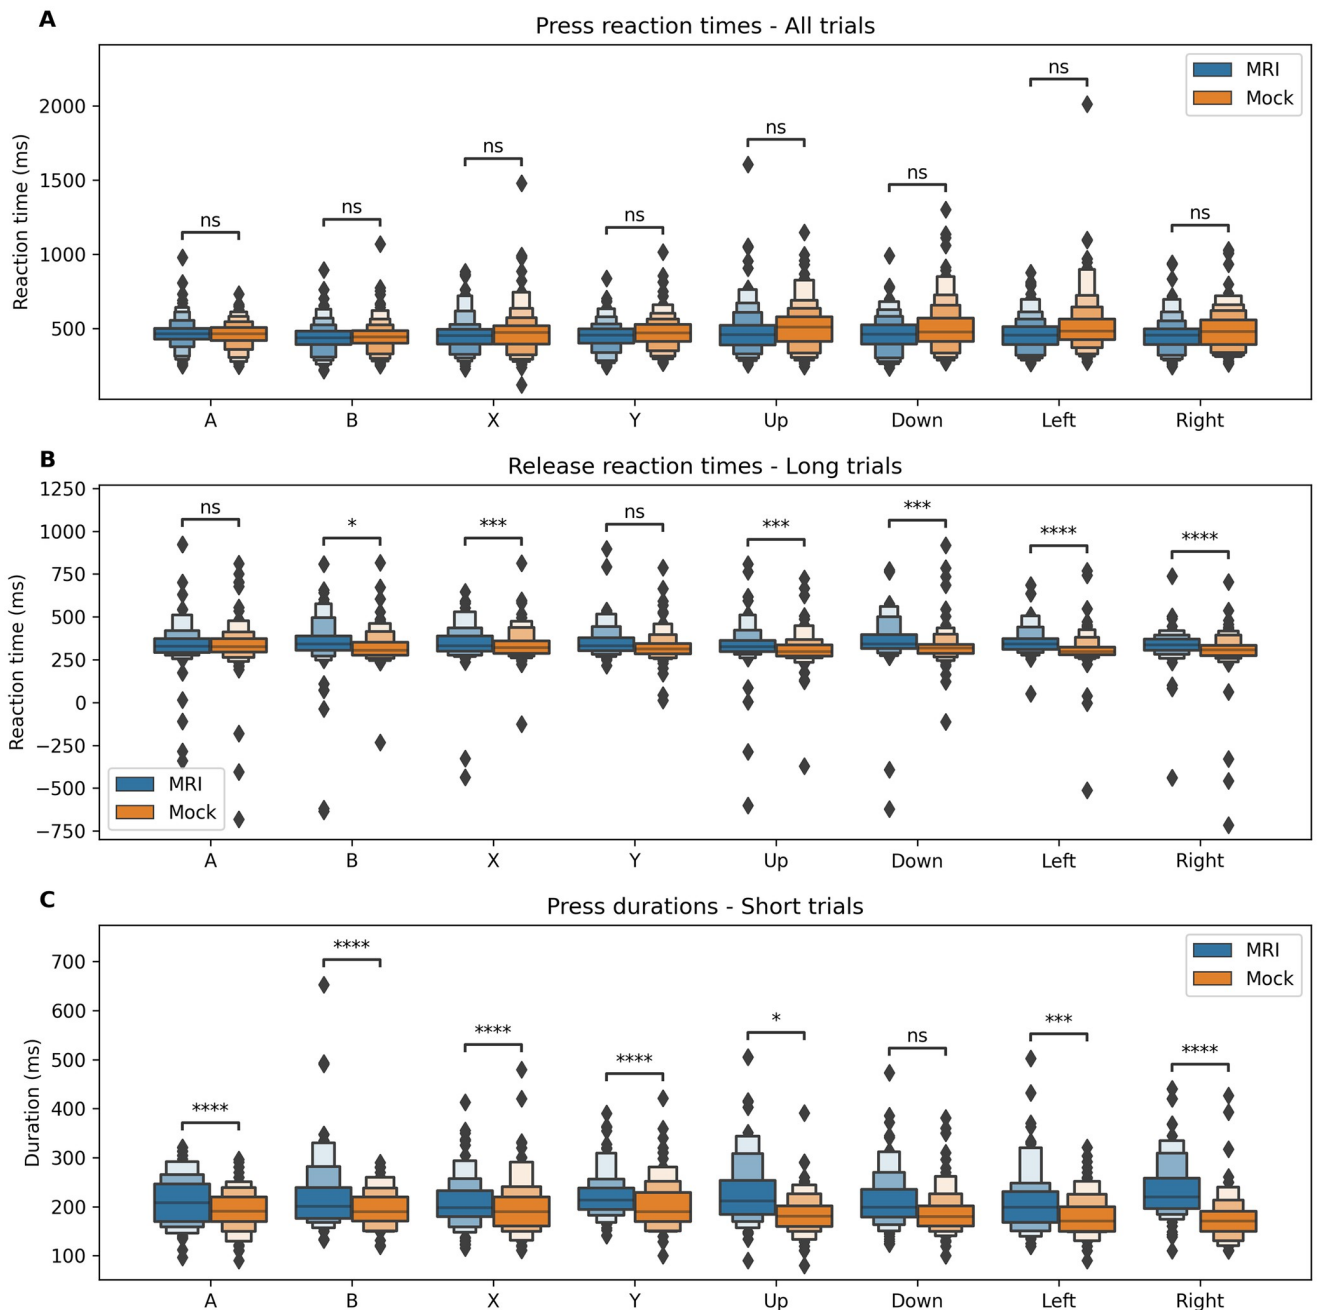 A
Press reaction times - All trials
Reaction time (ms)
2000
1500
1000
500
ns
ns
ns
ns
ns
ns
ns
ns
MRI
Mock
A B X Y Up Down Left Right
B
Release reaction times - Long trials
Reaction time (ms)
1250
1000
750
500
250
0
−250
−500
−750
ns
*
***
ns
***
***
****
****
MRI
Mock
A B X Y Up Down Left Right
C
Press durations - Short trials
Duration (ms)
700
600
500
400
300
200
100
****
****
****
****
*
ns
***
****
MRI
Mock
A B X Y Up Down Left Right